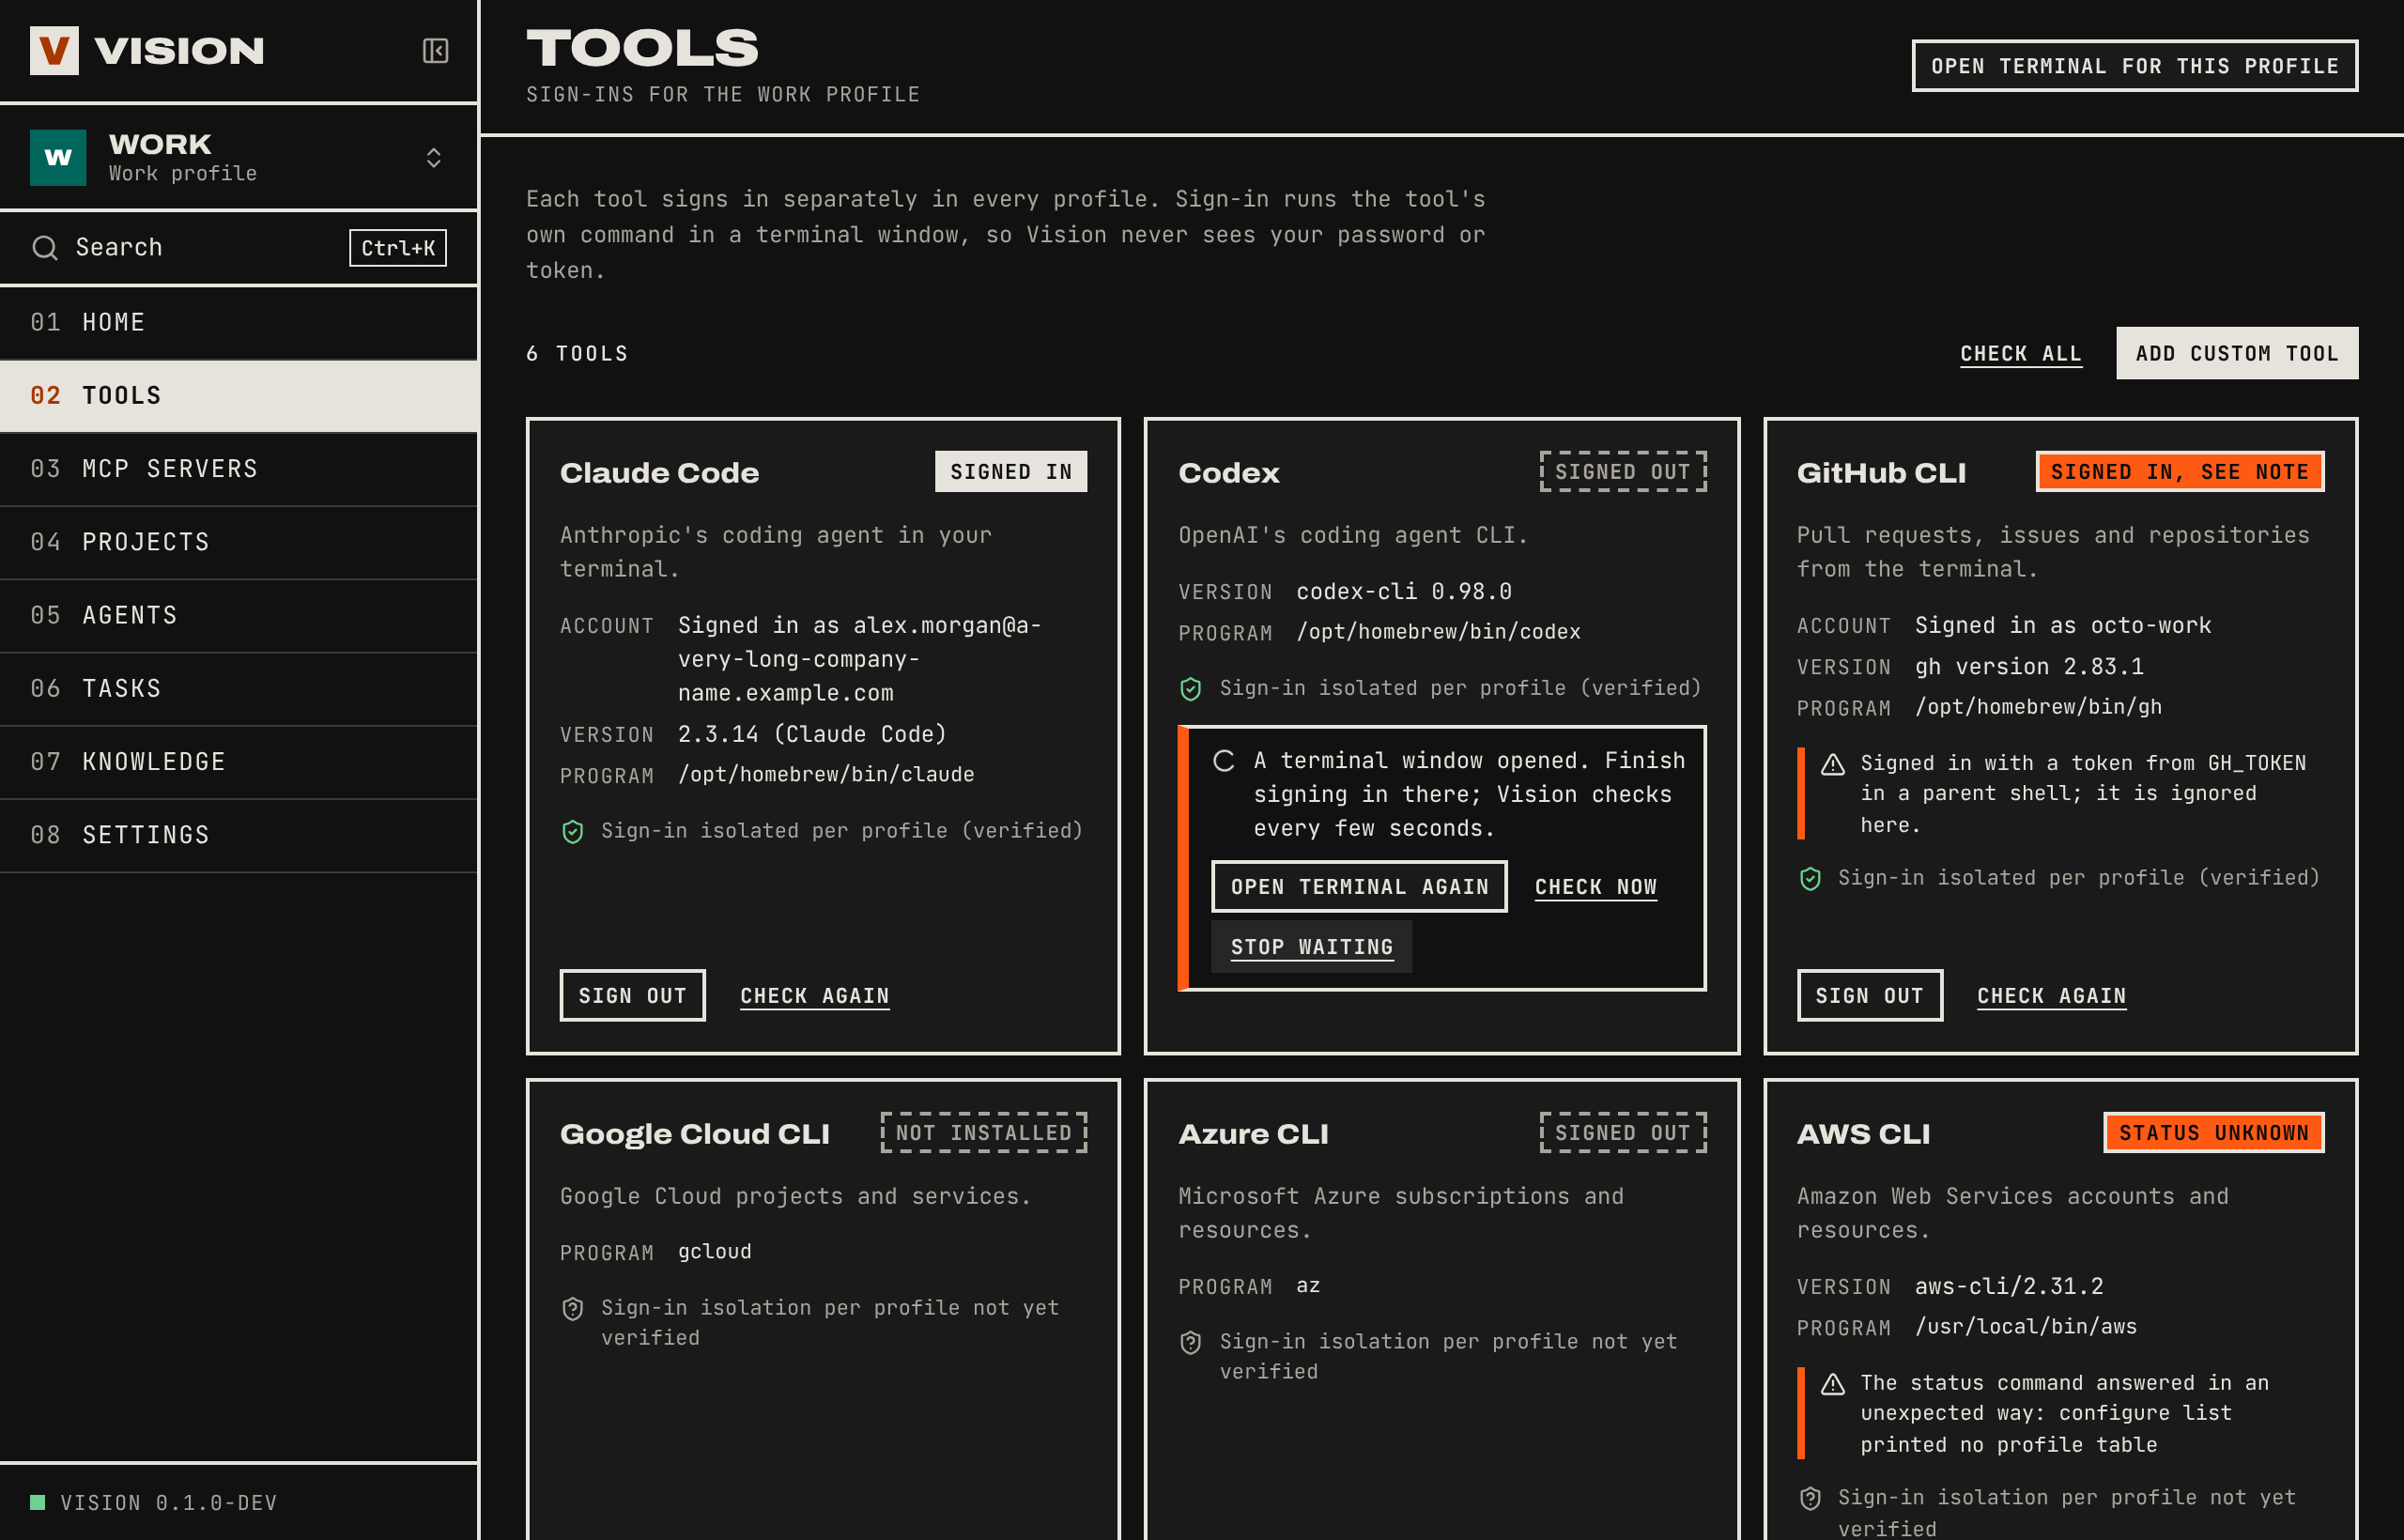 V VISION
W WORK
Work profile
Search Ctrl+K
01 HOME
02 TOOLS
03 MCP SERVERS
04 PROJECTS
05 AGENTS
06 TASKS
07 KNOWLEDGE
08 SETTINGS
VISION 0.1.0-DEV
TOOLS
SIGN-INS FOR THE WORK PROFILE
OPEN TERMINAL FOR THIS PROFILE
Each tool signs in separately in every profile. Sign-in runs the tool's
own command in a terminal window, so Vision never sees your password or
token.
6 TOOLS
CHECK ALL
ADD CUSTOM TOOL
Claude Code
SIGNED IN
Anthropic's coding agent in your
terminal.
ACCOUNT Signed in as alex.morgan@a-
very-long-company-
name.example.com
VERSION 2.3.14 (Claude Code)
PROGRAM /opt/homebrew/bin/claude
Sign-in isolated per profile (verified)
SIGN OUT
CHECK AGAIN
Codex
SIGNED OUT
OpenAI's coding agent CLI.
VERSION codex-cli 0.98.0
PROGRAM /opt/homebrew/bin/codex
Sign-in isolated per profile (verified)
A terminal window opened. Finish
signing in there; Vision checks
every few seconds.
OPEN TERMINAL AGAIN
CHECK NOW
STOP WAITING
GitHub CLI
SIGNED IN, SEE NOTE
Pull requests, issues and repositories
from the terminal.
ACCOUNT Signed in as octo-work
VERSION gh version 2.83.1
PROGRAM /opt/homebrew/bin/gh
Signed in with a token from GH_TOKEN
in a parent shell; it is ignored
here.
Sign-in isolated per profile (verified)
SIGN OUT
CHECK AGAIN
Google Cloud CLI
NOT INSTALLED
Google Cloud projects and services.
PROGRAM gcloud
Sign-in isolation per profile not yet
verified
Azure CLI
SIGNED OUT
Microsoft Azure subscriptions and
resources.
PROGRAM az
Sign-in isolation per profile not yet
verified
AWS CLI
STATUS UNKNOWN
Amazon Web Services accounts and
resources.
VERSION aws-cli/2.31.2
PROGRAM /usr/local/bin/aws
The status command answered in an
unexpected way: configure list
printed no profile table
Sign-in isolation per profile not yet
verified